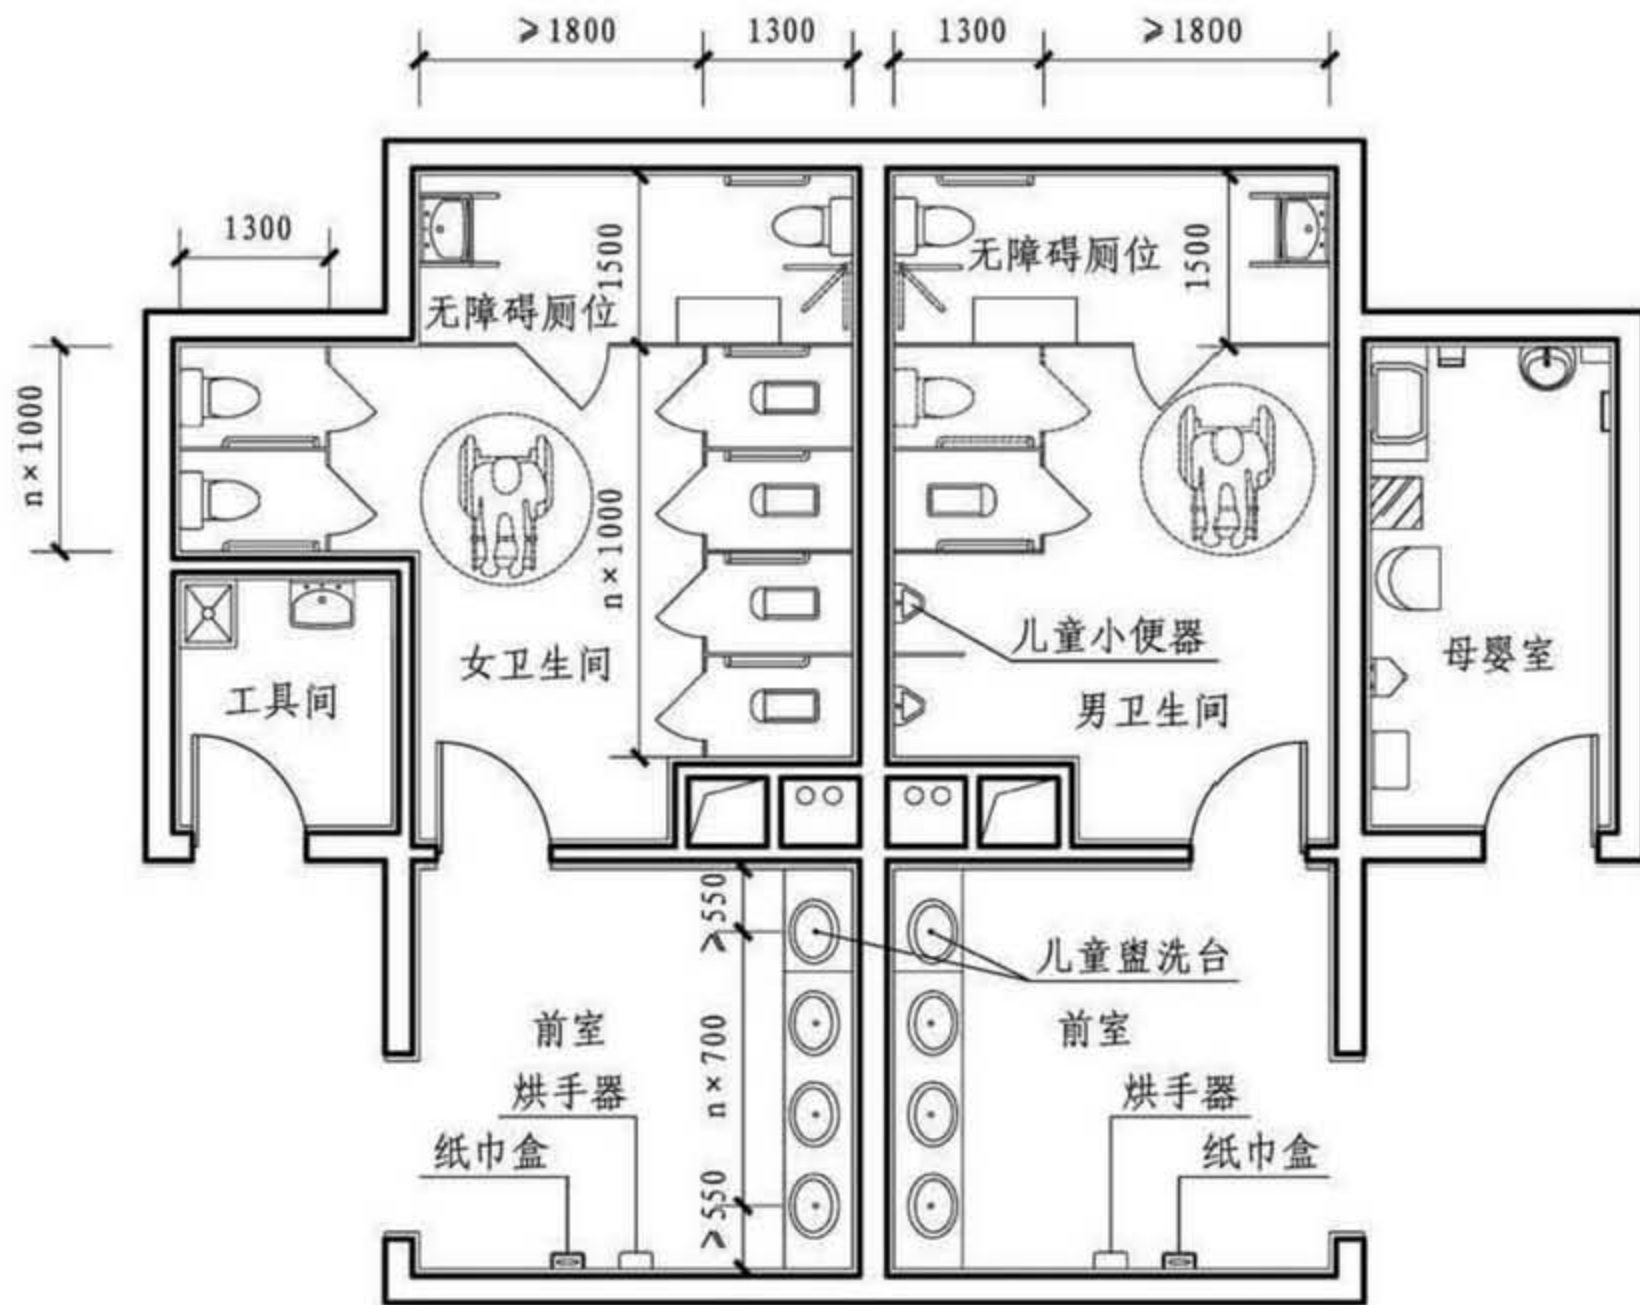 ≥1800
1300
1300
≥1800
1300
1500
无障碍厕位
1500
无障碍厕位
n×1000
n×1000
儿童小便器
女卫生间
男卫生间
母婴室
工具间
≥550
儿童盥洗台
前室
前室
n×700
烘手器
烘手器
纸巾盒
纸巾盒
≥550